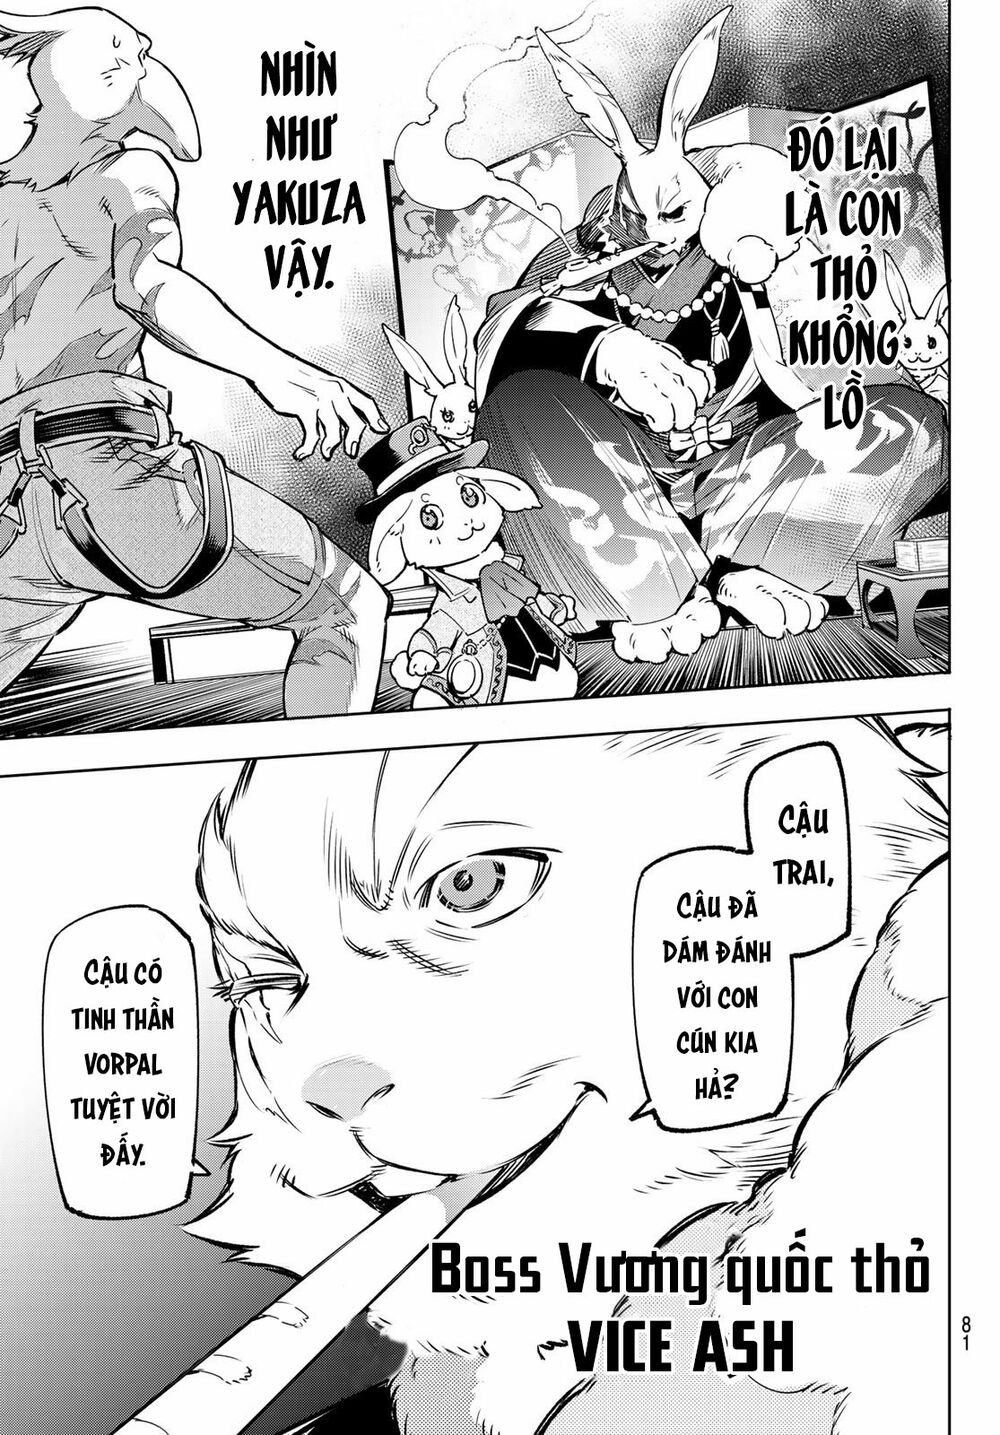 ĐÓ LẠI
LÀ CON
THỎ
KHỔNG
LỒ
NHÌN
NHƯ
YAKUZA
VẬY.
CẬU
TRAI,
CẬU ĐÃ
DÁM ĐÁNH
VỚI CON
CÚN KIA
HẢ?
CẬU CÓ
TINH THẦN
VORPAL
TUYỆT VỜI
ĐẤY.
Boss Vương quốc thỏ
VICE ASH
81